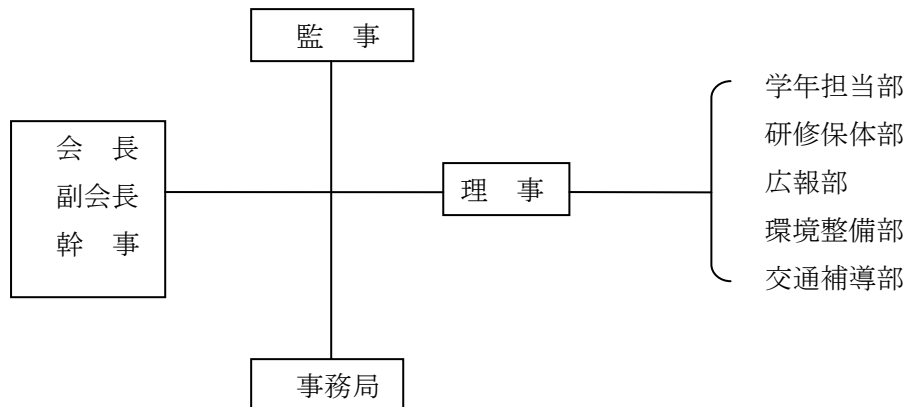 監　事
会　長
副会長
幹　事
理　事
学年担当部
研修保体部
広報部
環境整備部
交通補導部
事務局